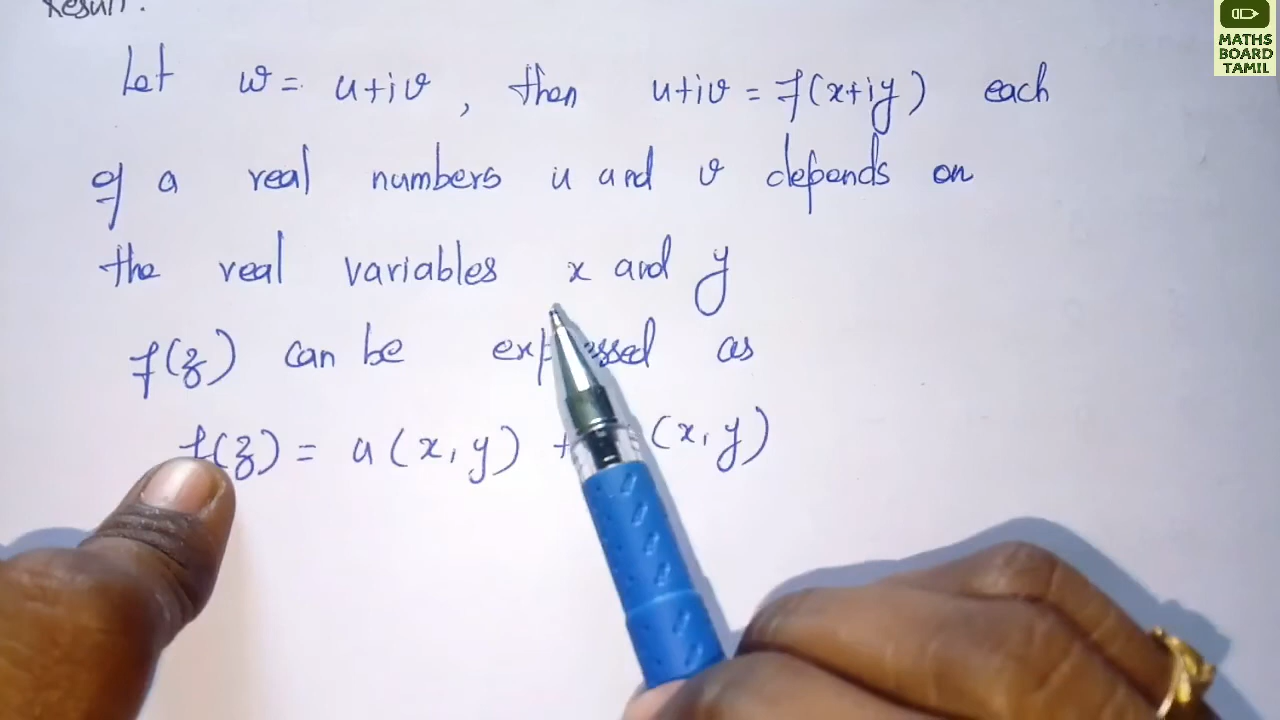 Result:
Let w = u+iv, then u+iv = f(x+iy) each
of a real numbers u and v depends on
the real variables x and y
f(z) can be as
f(z) = u(x,y) + (x,y)
MATHS
BOARD
TAMIL